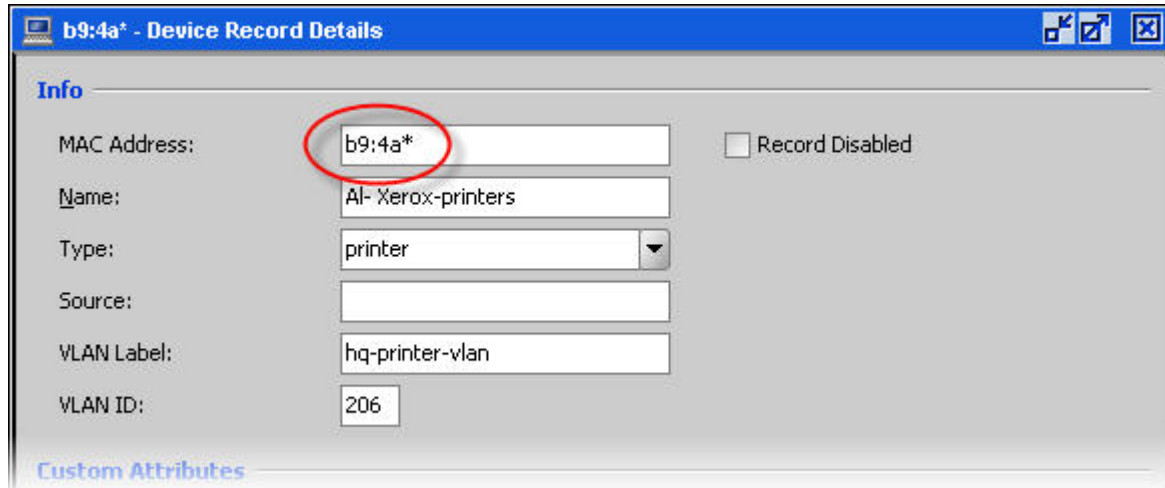 b9:4a* - Device Record Details
Info
MAC Address: b9:4a* Record Disabled
Name: Al- Xerox-printers
Type: printer
Source:
VLAN Label: hq-printer-vlan
VLAN ID: 206
Custom Attributes